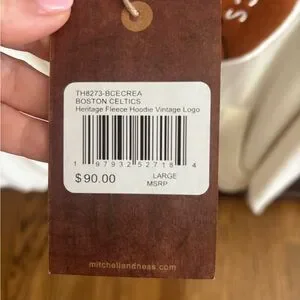 TH8273-BCECREA
BOSTON CELTICS
Heritage Fleece Hoodie Vintage Logo
1 97932 52718 4
$90.00
LARGE
MSRP
mitchellandness.com
S